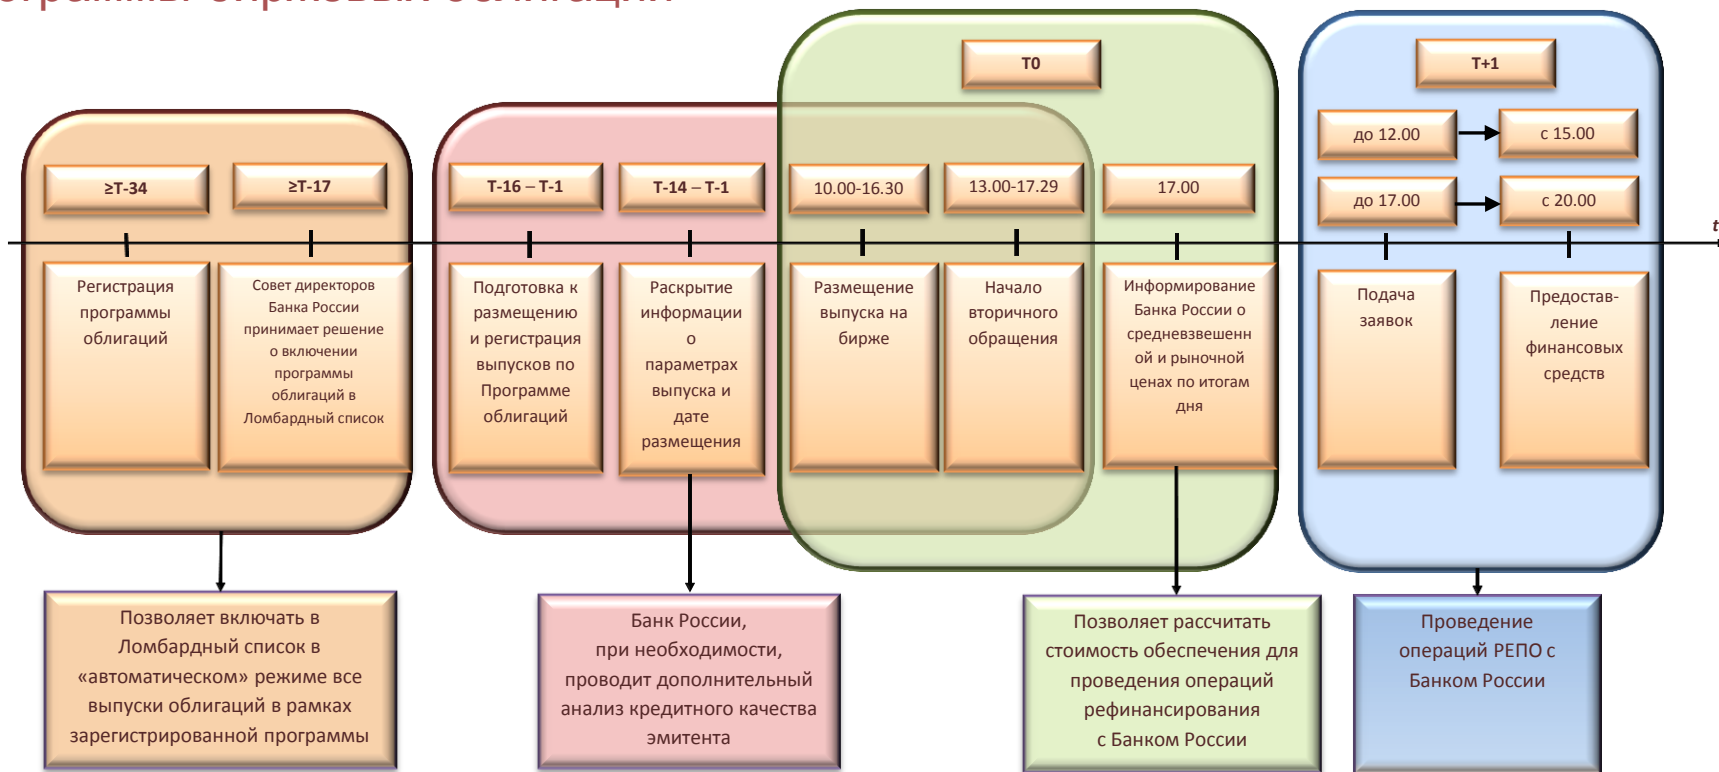 ограммы биржевых облигаций
T0
T+1
до 12.00
с 15.00
≥T-34
≥T-17
T-16 – T-1
T-14 – T-1
10.00-16.30
13.00-17.29
17.00
до 17.00
с 20.00
t
Регистрация
программы
облигаций
Совет директоров
Банка России
принимает решение
о включении
программы
облигаций в
Ломбардный список
Подготовка к
размещению
и регистрация
выпусков по
Программе
облигаций
Раскрытие
информации
о
параметрах
выпуска и
дате
размещения
Размещение
выпуска на
бирже
Начало
вторичного
обращения
Информирование
Банка России о
средневзвешенн
ой и рыночной
ценах по итогам
дня
Подача
заявок
Предостав-
ление
финансовых
средств
Позволяет включать в
Ломбардный список в
«автоматическом» режиме все
выпуски облигаций в рамках
зарегистрированной программы
Банк России,
при необходимости,
проводит дополнительный
анализ кредитного качества
эмитента
Позволяет рассчитать
стоимость обеспечения для
проведения операций
рефинансирования
с Банком России
Проведение
операций РЕПО с
Банком России